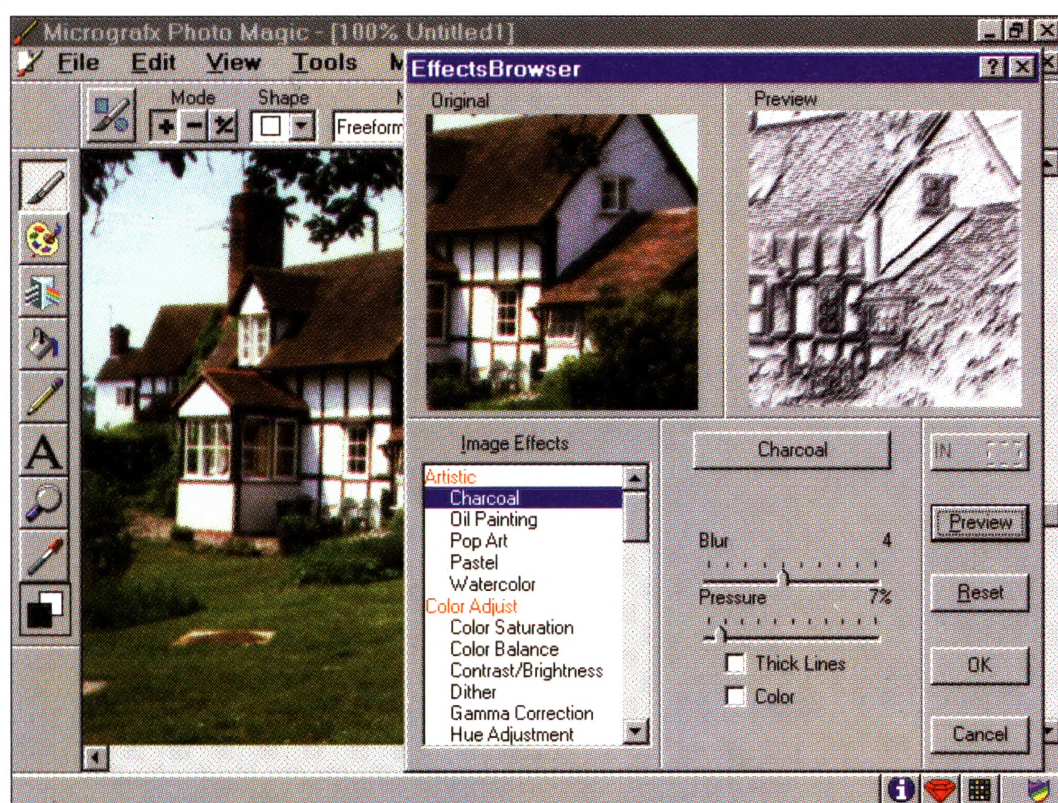 Micrografx Photo Magic - [100% Untitled1]
File Edit View Tools M
EffectsBrowser
Mode Shape
Freeform
Original
Preview
Image Effects
Artistic
Charcoal
Oil Painting
Pop Art
Pastel
Watercolor
Color Adjust
Color Saturation
Color Balance
Contrast/Brightness
Dither
Gamma Correction
Hue Adjustment
Charcoal
Blur 4
Pressure 7%
Thick Lines
Color
IN
Preview
Reset
OK
Cancel
A